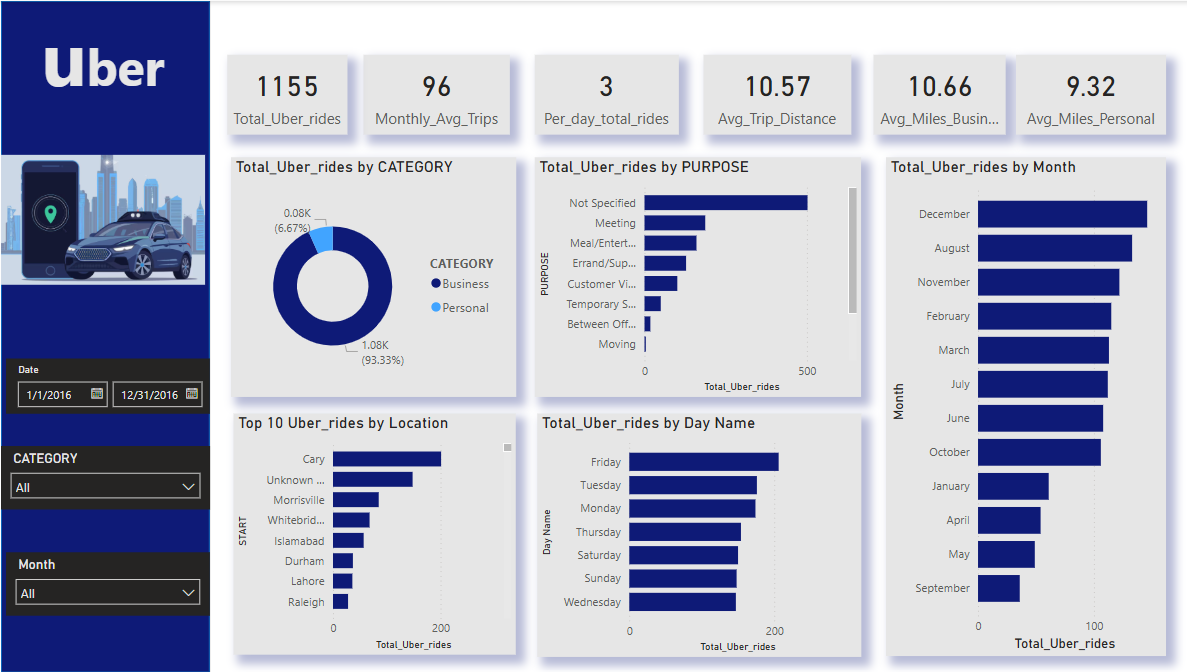 Uber
1155
Total_Uber_rides
96
Monthly_Avg_Trips
3
Per_day_total_rides
10.57
Avg_Trip_Distance
10.66
Avg_Miles_Busin...
9.32
Avg_Miles_Personal
Date
1/1/2016
12/31/2016
CATEGORY
All
Month
All
Total_Uber_rides by CATEGORY
0.08K
(6.67%)
1.08K
(93.33%)
CATEGORY
Business
Personal
Total_Uber_rides by PURPOSE
PURPOSE
Not Specified
Meeting
Meal/Entert...
Errand/Sup...
Customer Vi...
Temporary S...
Between Off...
Moving
0
500
Total_Uber_rides
Total_Uber_rides by Month
Month
December
August
November
February
March
July
June
October
January
April
May
September
0
100
Total_Uber_rides
Top 10 Uber_rides by Location
START
Cary
Unknown ...
Morrisville
Whitebrid...
Islamabad
Durham
Lahore
Raleigh
0
200
Total_Uber_rides
Total_Uber_rides by Day Name
Day Name
Friday
Tuesday
Monday
Thursday
Saturday
Sunday
Wednesday
0
200
Total_Uber_rides